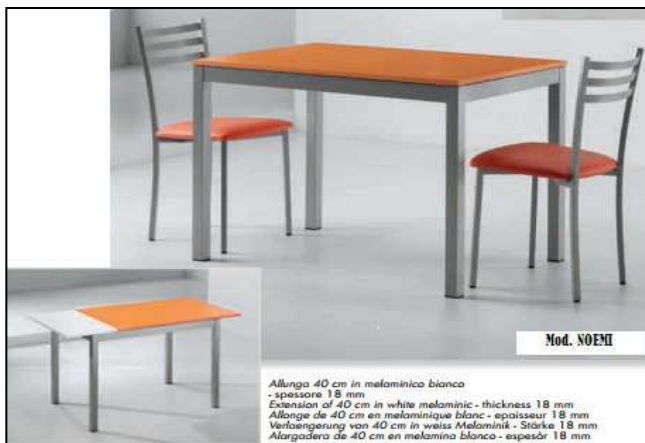 Mod. NOEMI
Allunga 40 cm in melaminico bianco
- spessore 18 mm
Extension of 40 cm in white melaminic - thickness 18 mm
Allonge de 40 cm en melaminique blanc - epaisseur 18 mm
Verlaengerung von 40 cm in weiss Melaminik - Stärke 18 mm
Alargadera de 40 cm en melamina blanco - espesor 18 mm